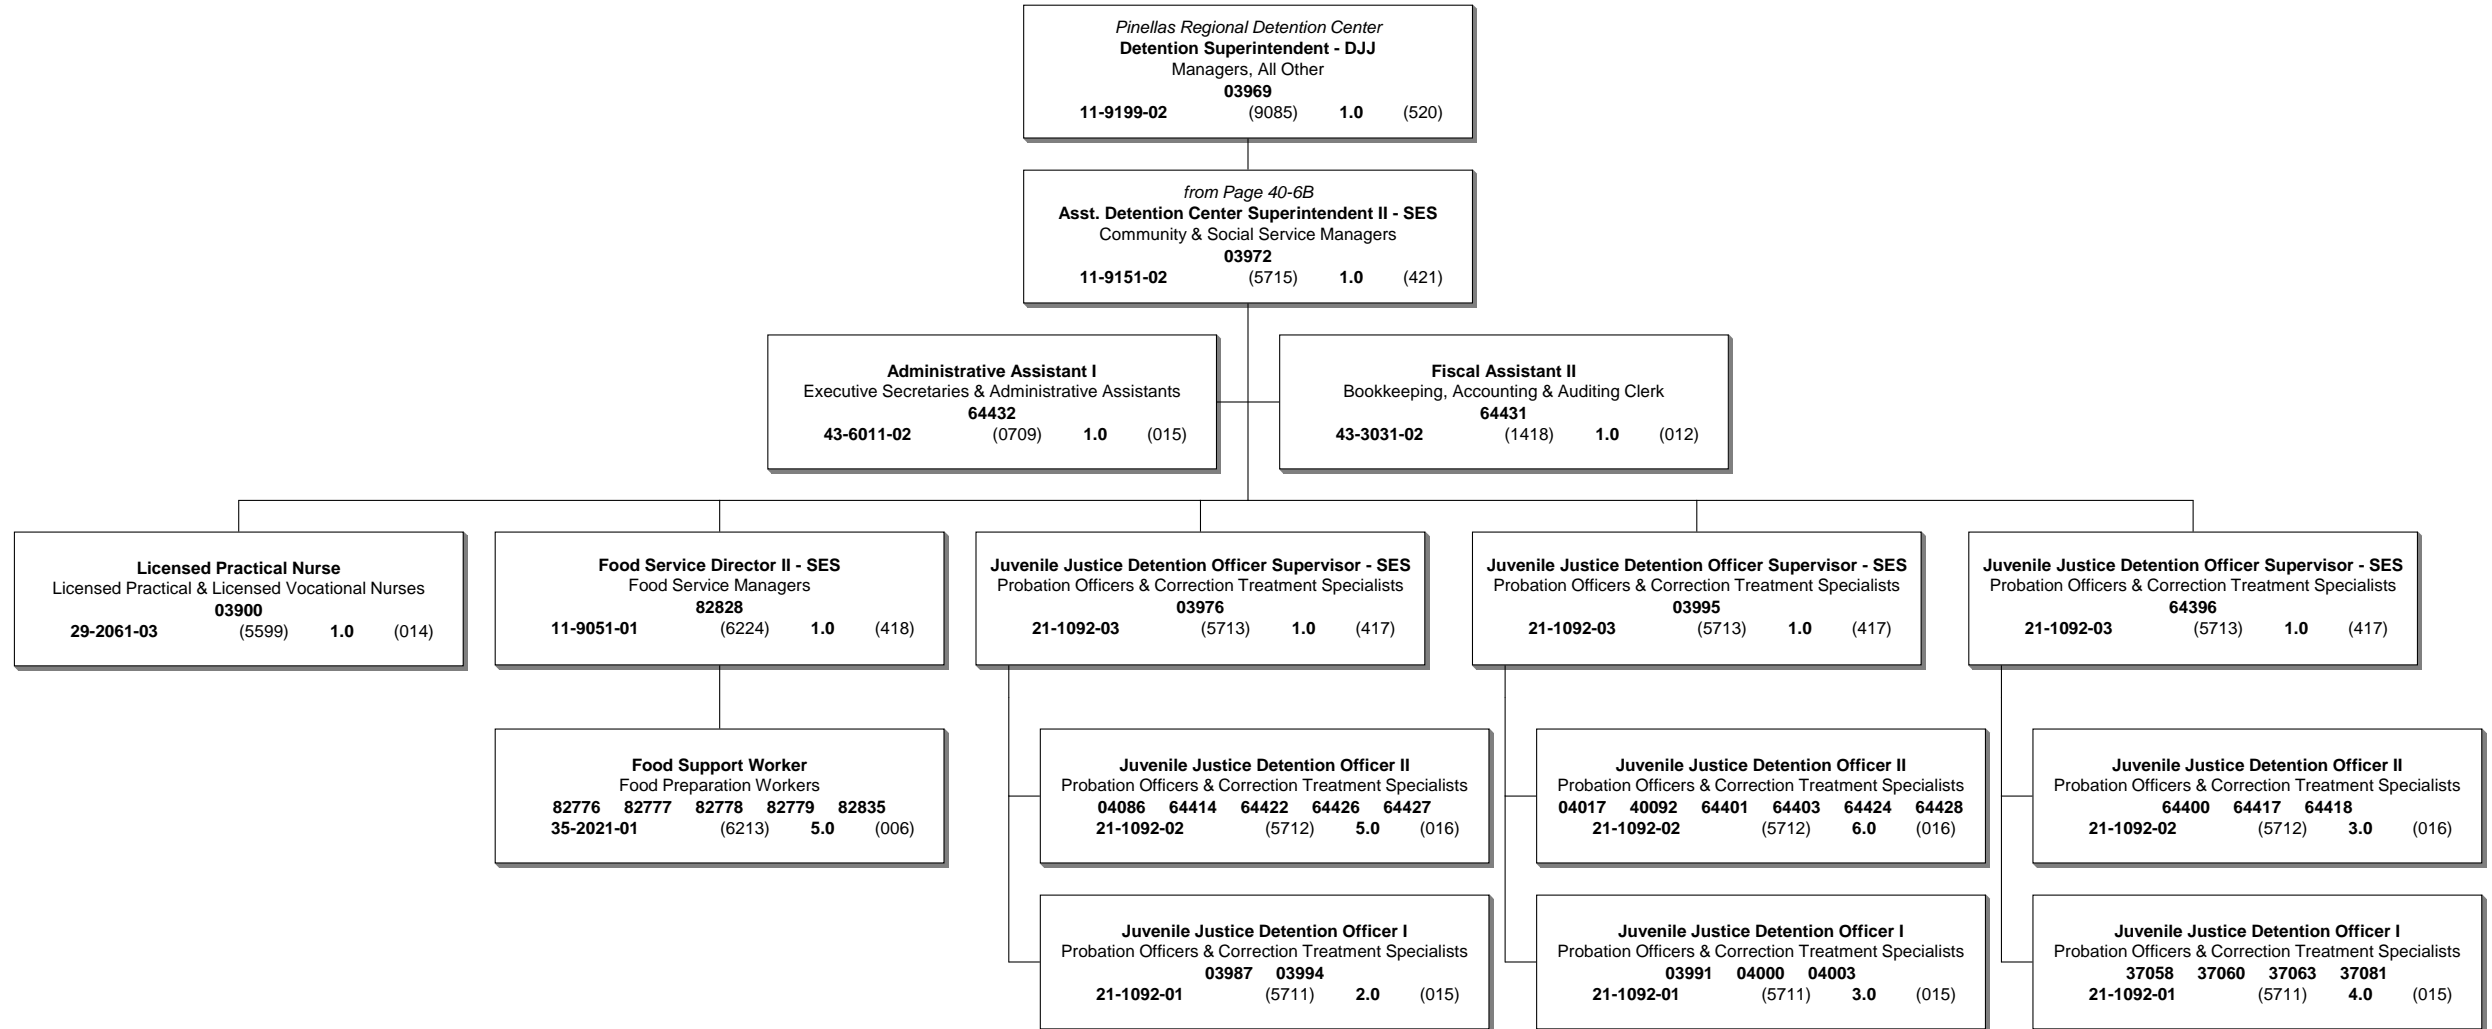 Pinellas Regional Detention Center
Detention Superintendent - DJJ
Managers, All Other
03969
11-9199-02 (9085) 1.0 (520)
from Page 40-6B
Asst. Detention Center Superintendent II - SES
Community & Social Service Managers
03972
11-9151-02 (5715) 1.0 (421)
Administrative Assistant I
Executive Secretaries & Administrative Assistants
64432
43-6011-02 (0709) 1.0 (015)
Fiscal Assistant II
Bookkeeping, Accounting & Auditing Clerk
64431
43-3031-02 (1418) 1.0 (012)
Licensed Practical Nurse
Licensed Practical & Licensed Vocational Nurses
03900
29-2061-03 (5599) 1.0 (014)
Food Service Director II - SES
Food Service Managers
82828
11-9051-01 (6224) 1.0 (418)
Juvenile Justice Detention Officer Supervisor - SES
Probation Officers & Correction Treatment Specialists
03976
21-1092-03 (5713) 1.0 (417)
Juvenile Justice Detention Officer Supervisor - SES
Probation Officers & Correction Treatment Specialists
03995
21-1092-03 (5713) 1.0 (417)
Juvenile Justice Detention Officer Supervisor - SES
Probation Officers & Correction Treatment Specialists
64396
21-1092-03 (5713) 1.0 (417)
Food Support Worker
Food Preparation Workers
82776 82777 82778 82779 82835
35-2021-01 (6213) 5.0 (006)
Juvenile Justice Detention Officer II
Probation Officers & Correction Treatment Specialists
04086 64414 64422 64426 64427
21-1092-02 (5712) 5.0 (016)
Juvenile Justice Detention Officer II
Probation Officers & Correction Treatment Specialists
04017 40092 64401 64403 64424 64428
21-1092-02 (5712) 6.0 (016)
Juvenile Justice Detention Officer II
Probation Officers & Correction Treatment Specialists
64400 64417 64418
21-1092-02 (5712) 3.0 (016)
Juvenile Justice Detention Officer I
Probation Officers & Correction Treatment Specialists
03987 03994
21-1092-01 (5711) 2.0 (015)
Juvenile Justice Detention Officer I
Probation Officers & Correction Treatment Specialists
03991 04000 04003
21-1092-01 (5711) 3.0 (015)
Juvenile Justice Detention Officer I
Probation Officers & Correction Treatment Specialists
37058 37060 37063 37081
21-1092-01 (5711) 4.0 (015)